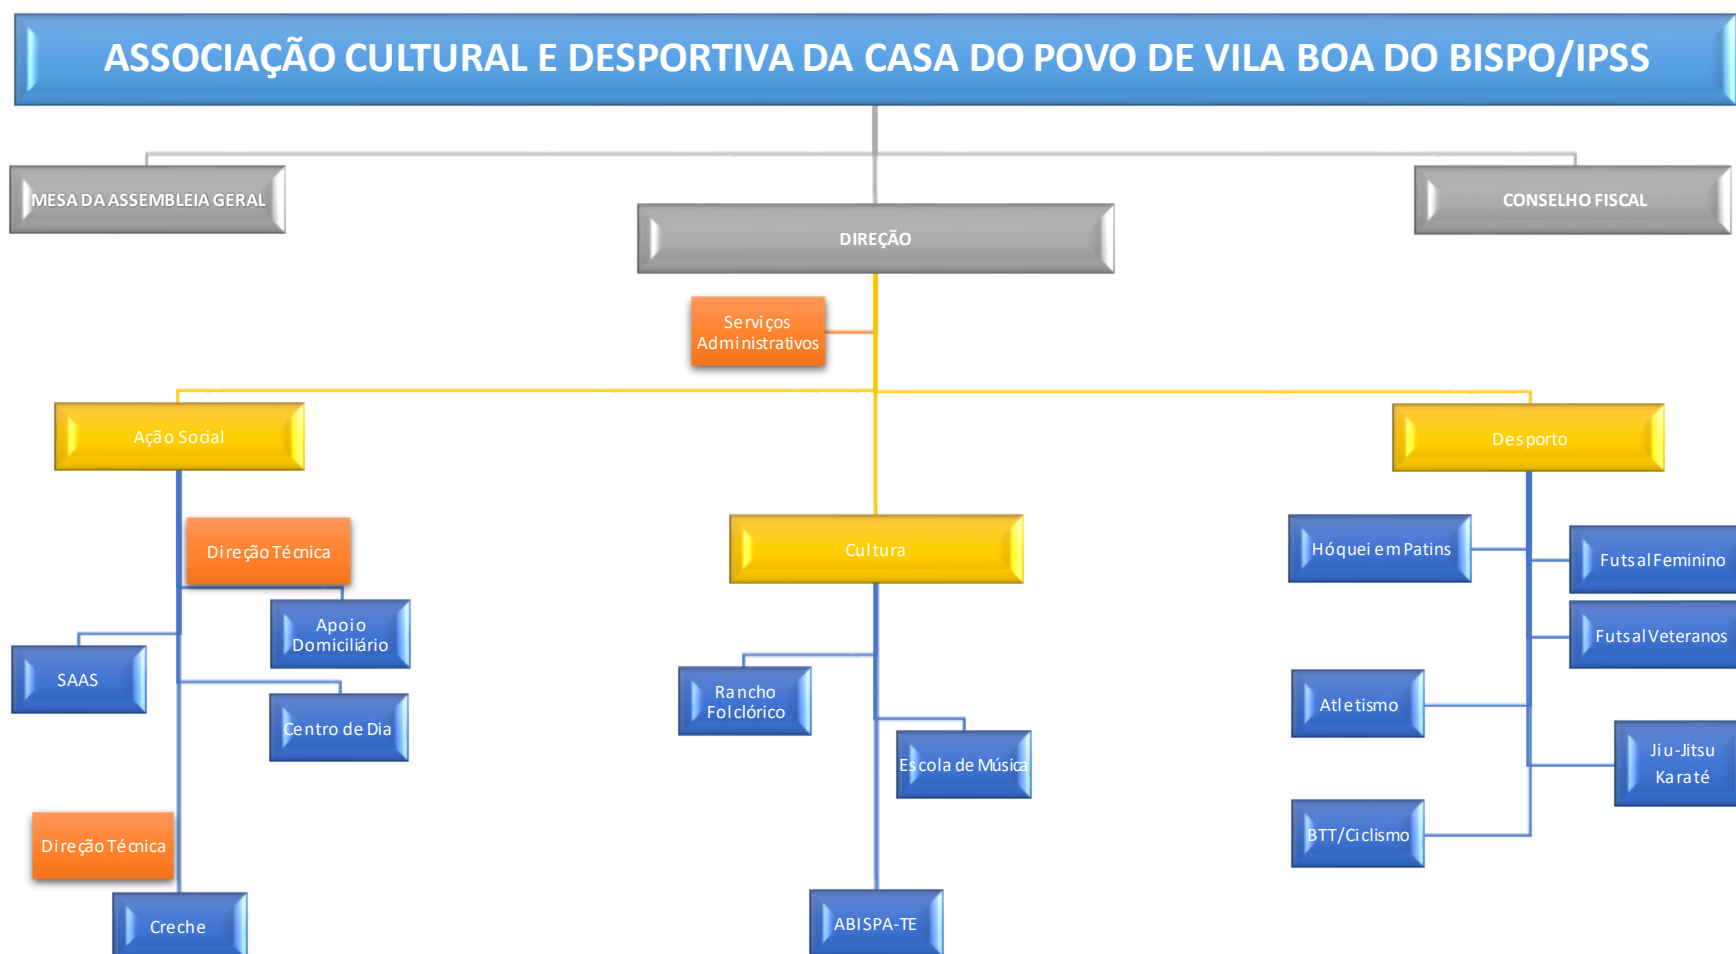 ASSOCIAÇÃO CULTURAL E DESPORTIVA DA CASA DO POVO DE VILA BOA DO BISPO/IPSS
MESA DA ASSEMBLEIA GERAL
CONSELHO FISCAL
DIREÇÃO
Serviços
Administrativos
Ação Social
Desporto
Direção Técnica
Cultura
Hóquei em Patins
Futsal Feminino
Apoio
Domiciliário
Futsal Veteranos
SAAS
Rancho
Folclórico
Atletismo
Centro de Dia
Escola de Música
Jiu-Jitsu
Karaté
Direção Técnica
BTT/Ciclismo
Creche
ABISPA-TE